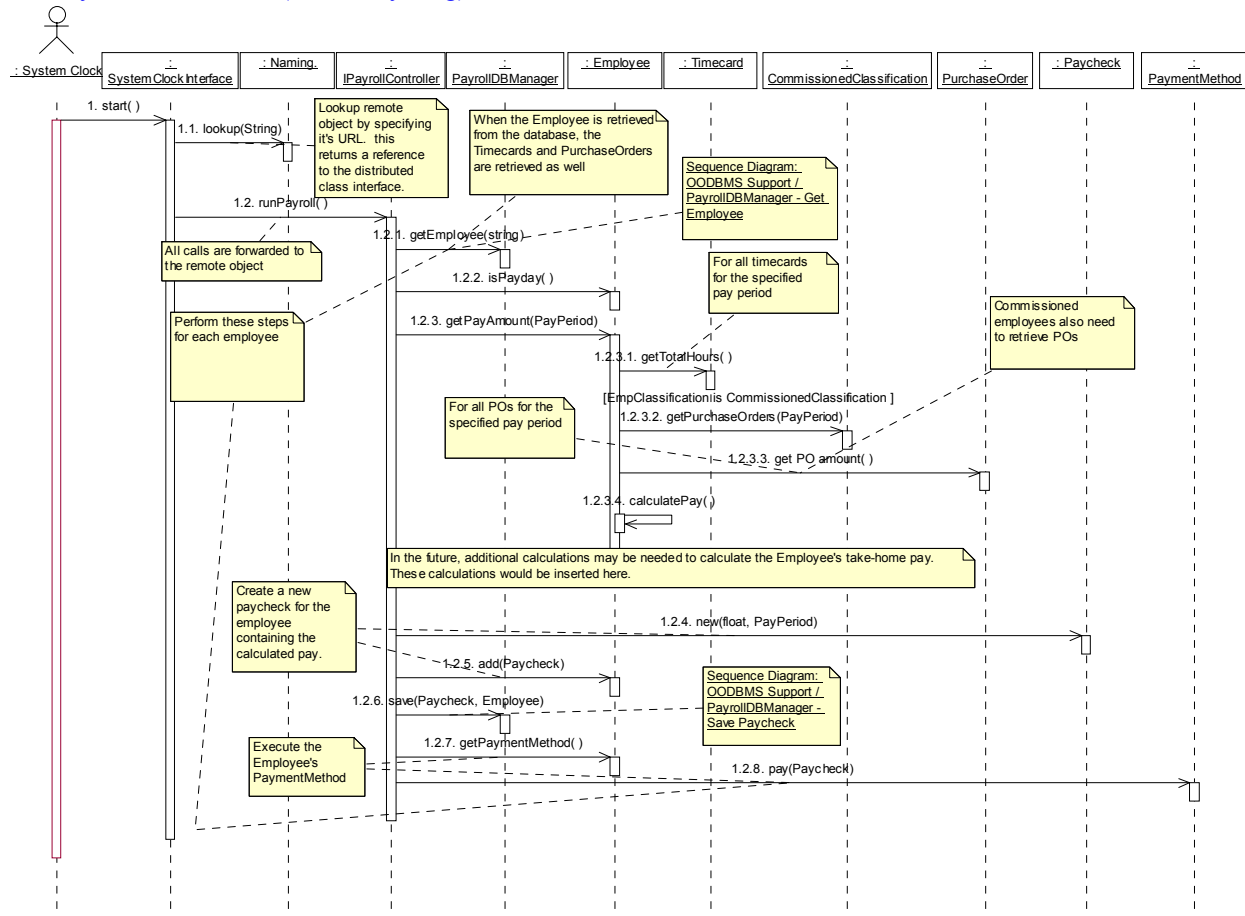 : System Clock
:
SystemClockInterface
: Naming.
:
IPayrollController
:
PayrollDBManager
: Employee
: Timecard
:
CommissionedClassification
:
PurchaseOrder
: Paycheck
:
PaymentMethod
1. start( )
1.1. lookup(String)
Lookup remote
object by specifying
it's URL. this
returns a reference
to the distributed
class interface.
When the Employee is retrieved
from the database, the
Timecards and PurchaseOrders
are retrieved as well
Sequence Diagram:
OODBMS Support /
PayrollDBManager - Get
Employee
1.2. runPayroll( )
1.2.1. getEmployee(string)
All calls are forwarded to
the remote object
For all timecards
for the specified
pay period
1.2.2. isPayday( )
Commissioned
employees also need
to retrieve POs
Perform these steps
for each employee
1.2.3. getPayAmount(PayPeriod)
1.2.3.1. getTotalHours( )
[EmpClassification is CommissionedClassification ]
For all POs for the
specified pay period
1.2.3.2. getPurchaseOrders(PayPeriod)
1.2.3.3. get PO amount( )
1.2.3.4. calculatePay( )
In the future, additional calculations may be needed to calculate the Employee's take-home pay.
These calculations would be inserted here.
Create a new
paycheck for the
employee
containing the
calculated pay.
1.2.4. new(float, PayPeriod)
1.2.5. add(Paycheck)
Sequence Diagram:
OODBMS Support /
PayrollDBManager -
Save Paycheck
1.2.6. save(Paycheck, Employee)
1.2.7. getPaymentMethod( )
Execute the
Employee's
PaymentMethod
1.2.8. pay(Paycheck)